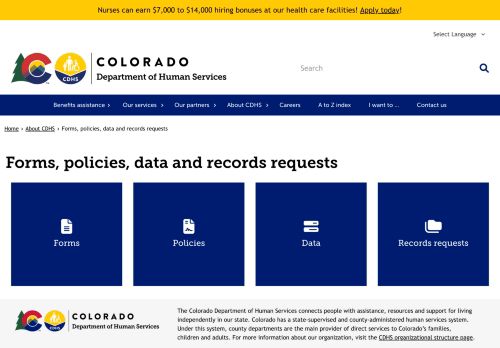 Nurses can earn $7,000 to $14,000 hiring bonuses at our health care facilities! Apply today!
Select Language
COLORADO
Department of Human Services
CDHS
Search
Benefits assistance
Our services
Our partners
About CDHS
Careers
A to Z index
I want to ...
Contact us
Home › About CDHS › Forms, policies, data and records requests
Forms, policies, data and records requests
Forms
Policies
Data
Records requests
CDHS
COLORADO
Department of Human Services
The Colorado Department of Human Services connects people with assistance, resources and support for living
independently in our state. Colorado has a state-supervised and county-administered human services system.
Under this system, county departments are the main provider of direct services to Colorado's families,
children and adults. For more information about our organization, visit the CDHS organizational structure page.